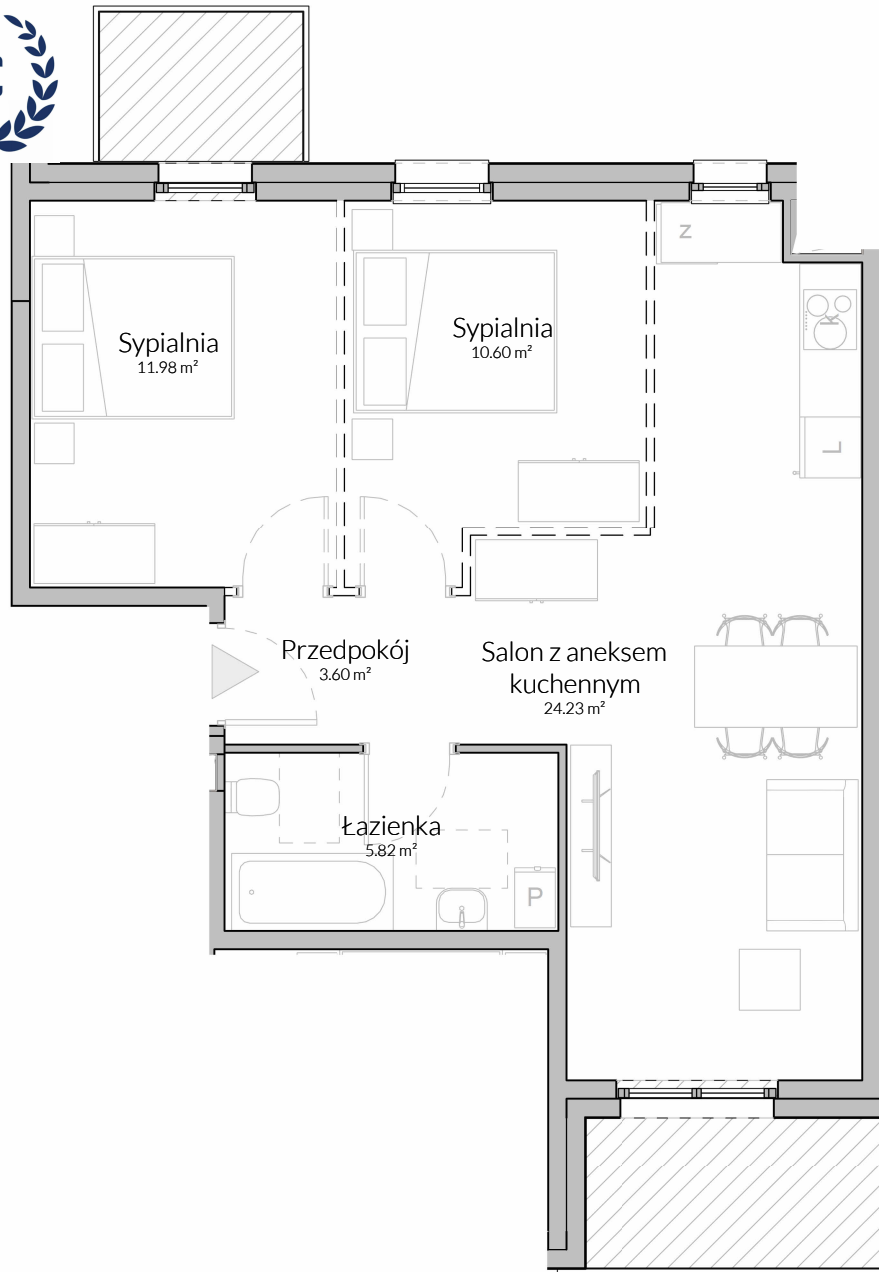 Z
K
Sypialnia
11.98 m²
Sypialnia
10.60 m²
L
Przedpokój
3.60 m²
Salon z aneksem
kuchennym
24.23 m²
Łazienka
5.82 m²
P